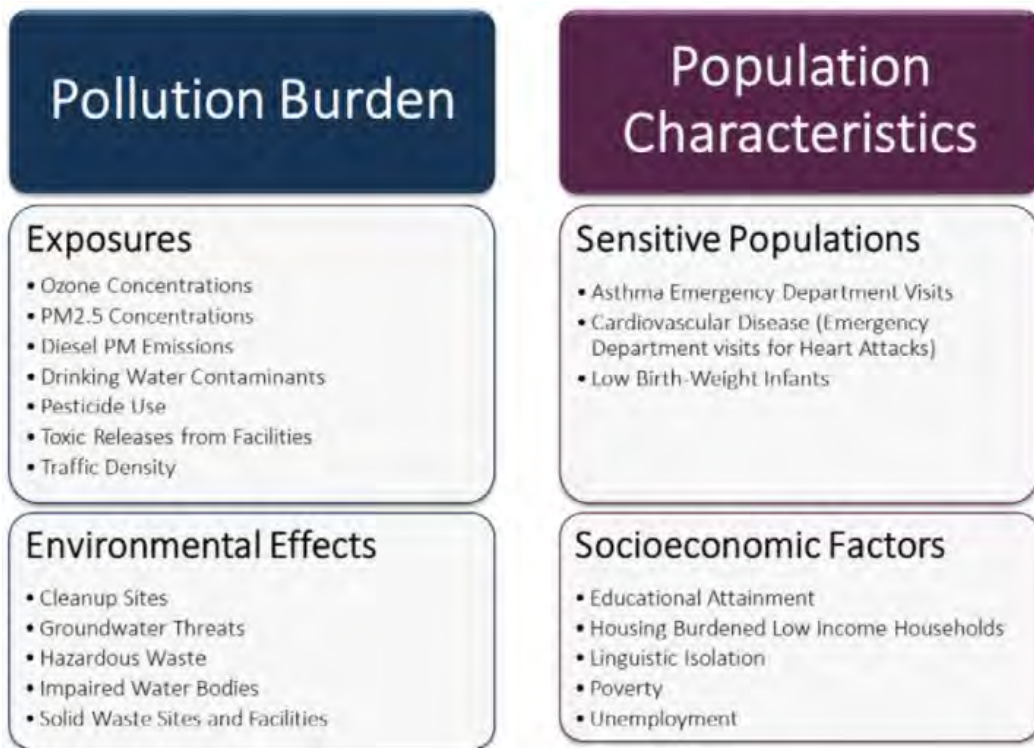 Pollution Burden
Exposures
• Ozone Concentrations
• PM2.5 Concentrations
• Diesel PM Emissions
• Drinking Water Contaminants
• Pesticide Use
• Toxic Releases from Facilities
• Traffic Density
Environmental Effects
• Cleanup Sites
• Groundwater Threats
• Hazardous Waste
• Impaired Water Bodies
• Solid Waste Sites and Facilities
Population
Characteristics
Sensitive Populations
• Asthma Emergency Department Visits
• Cardiovascular Disease (Emergency
Department visits for Heart Attacks)
• Low Birth-Weight Infants
Socioeconomic Factors
• Educational Attainment
• Housing Burdened Low Income Households
• Linguistic Isolation
• Poverty
• Unemployment